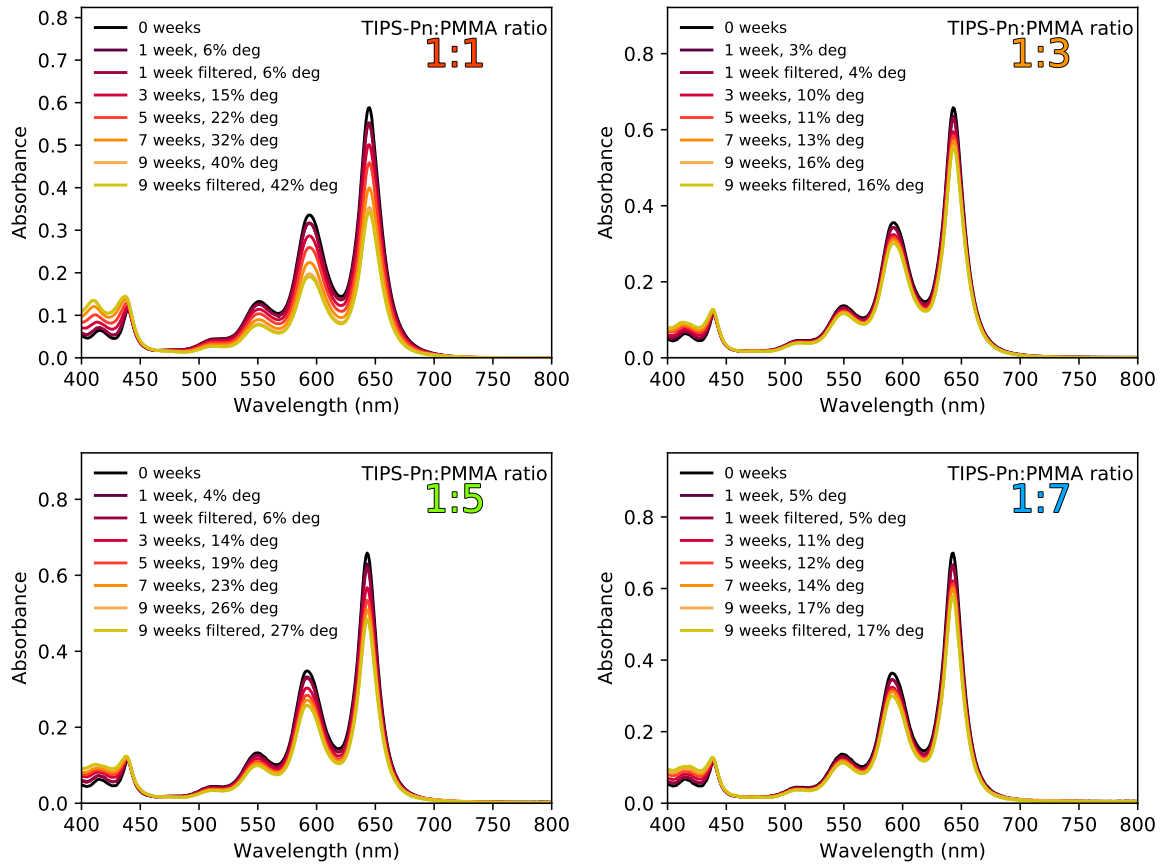 TIPS-Pn:PMMA ratio
1:1
0 weeks
1 week, 6% deg
1 week filtered, 6% deg
3 weeks, 15% deg
5 weeks, 22% deg
7 weeks, 32% deg
9 weeks, 40% deg
9 weeks filtered, 42% deg
Absorbance
0.8
0.7
0.6
0.5
0.4
0.3
0.2
0.1
0.0
400 450 500 550 600 650 700 750 800
Wavelength (nm)
TIPS-Pn:PMMA ratio
1:3
0 weeks
1 week, 3% deg
1 week filtered, 4% deg
3 weeks, 10% deg
5 weeks, 11% deg
7 weeks, 13% deg
9 weeks, 16% deg
9 weeks filtered, 16% deg
Absorbance
0.8
0.6
0.4
0.2
0.0
400 450 500 550 600 650 700 750 800
Wavelength (nm)
TIPS-Pn:PMMA ratio
1:5
0 weeks
1 week, 4% deg
1 week filtered, 6% deg
3 weeks, 14% deg
5 weeks, 19% deg
7 weeks, 23% deg
9 weeks, 26% deg
9 weeks filtered, 27% deg
Absorbance
0.8
0.6
0.4
0.2
0.0
400 450 500 550 600 650 700 750 800
Wavelength (nm)
TIPS-Pn:PMMA ratio
1:7
0 weeks
1 week, 5% deg
1 week filtered, 5% deg
3 weeks, 11% deg
5 weeks, 12% deg
7 weeks, 14% deg
9 weeks, 17% deg
9 weeks filtered, 17% deg
Absorbance
0.8
0.6
0.4
0.2
0.0
400 450 500 550 600 650 700 750 800
Wavelength (nm)